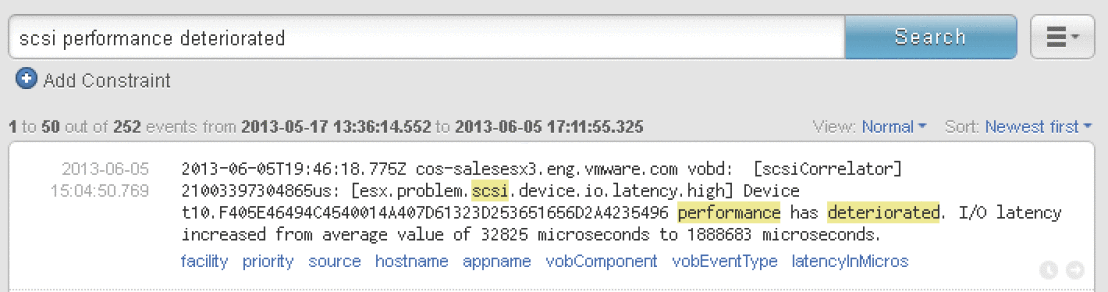 scsi performance deteriorated Search
Add Constraint
1 to 50 out of 252 events from 2013-05-17 13:36:14.552 to 2013-06-05 17:11:55.325 View: Normal Sort: Newest first
2013-06-05 2013-06-05T19:46:18.775Z cos-salesesx3.eng.vmware.com vobd: [scsiCorrelator]
15:04:50.769 21003397304865us: [esx.problem.scsi.device.io.latency.high] Device
t10.F405E46494C4540014A407D61323D253651656D2A4235496 performance has deteriorated. I/O latency
increased from average value of 32825 microseconds to 1888683 microseconds.
facility priority source hostname appname vobComponent vobEventType latencyInMicros